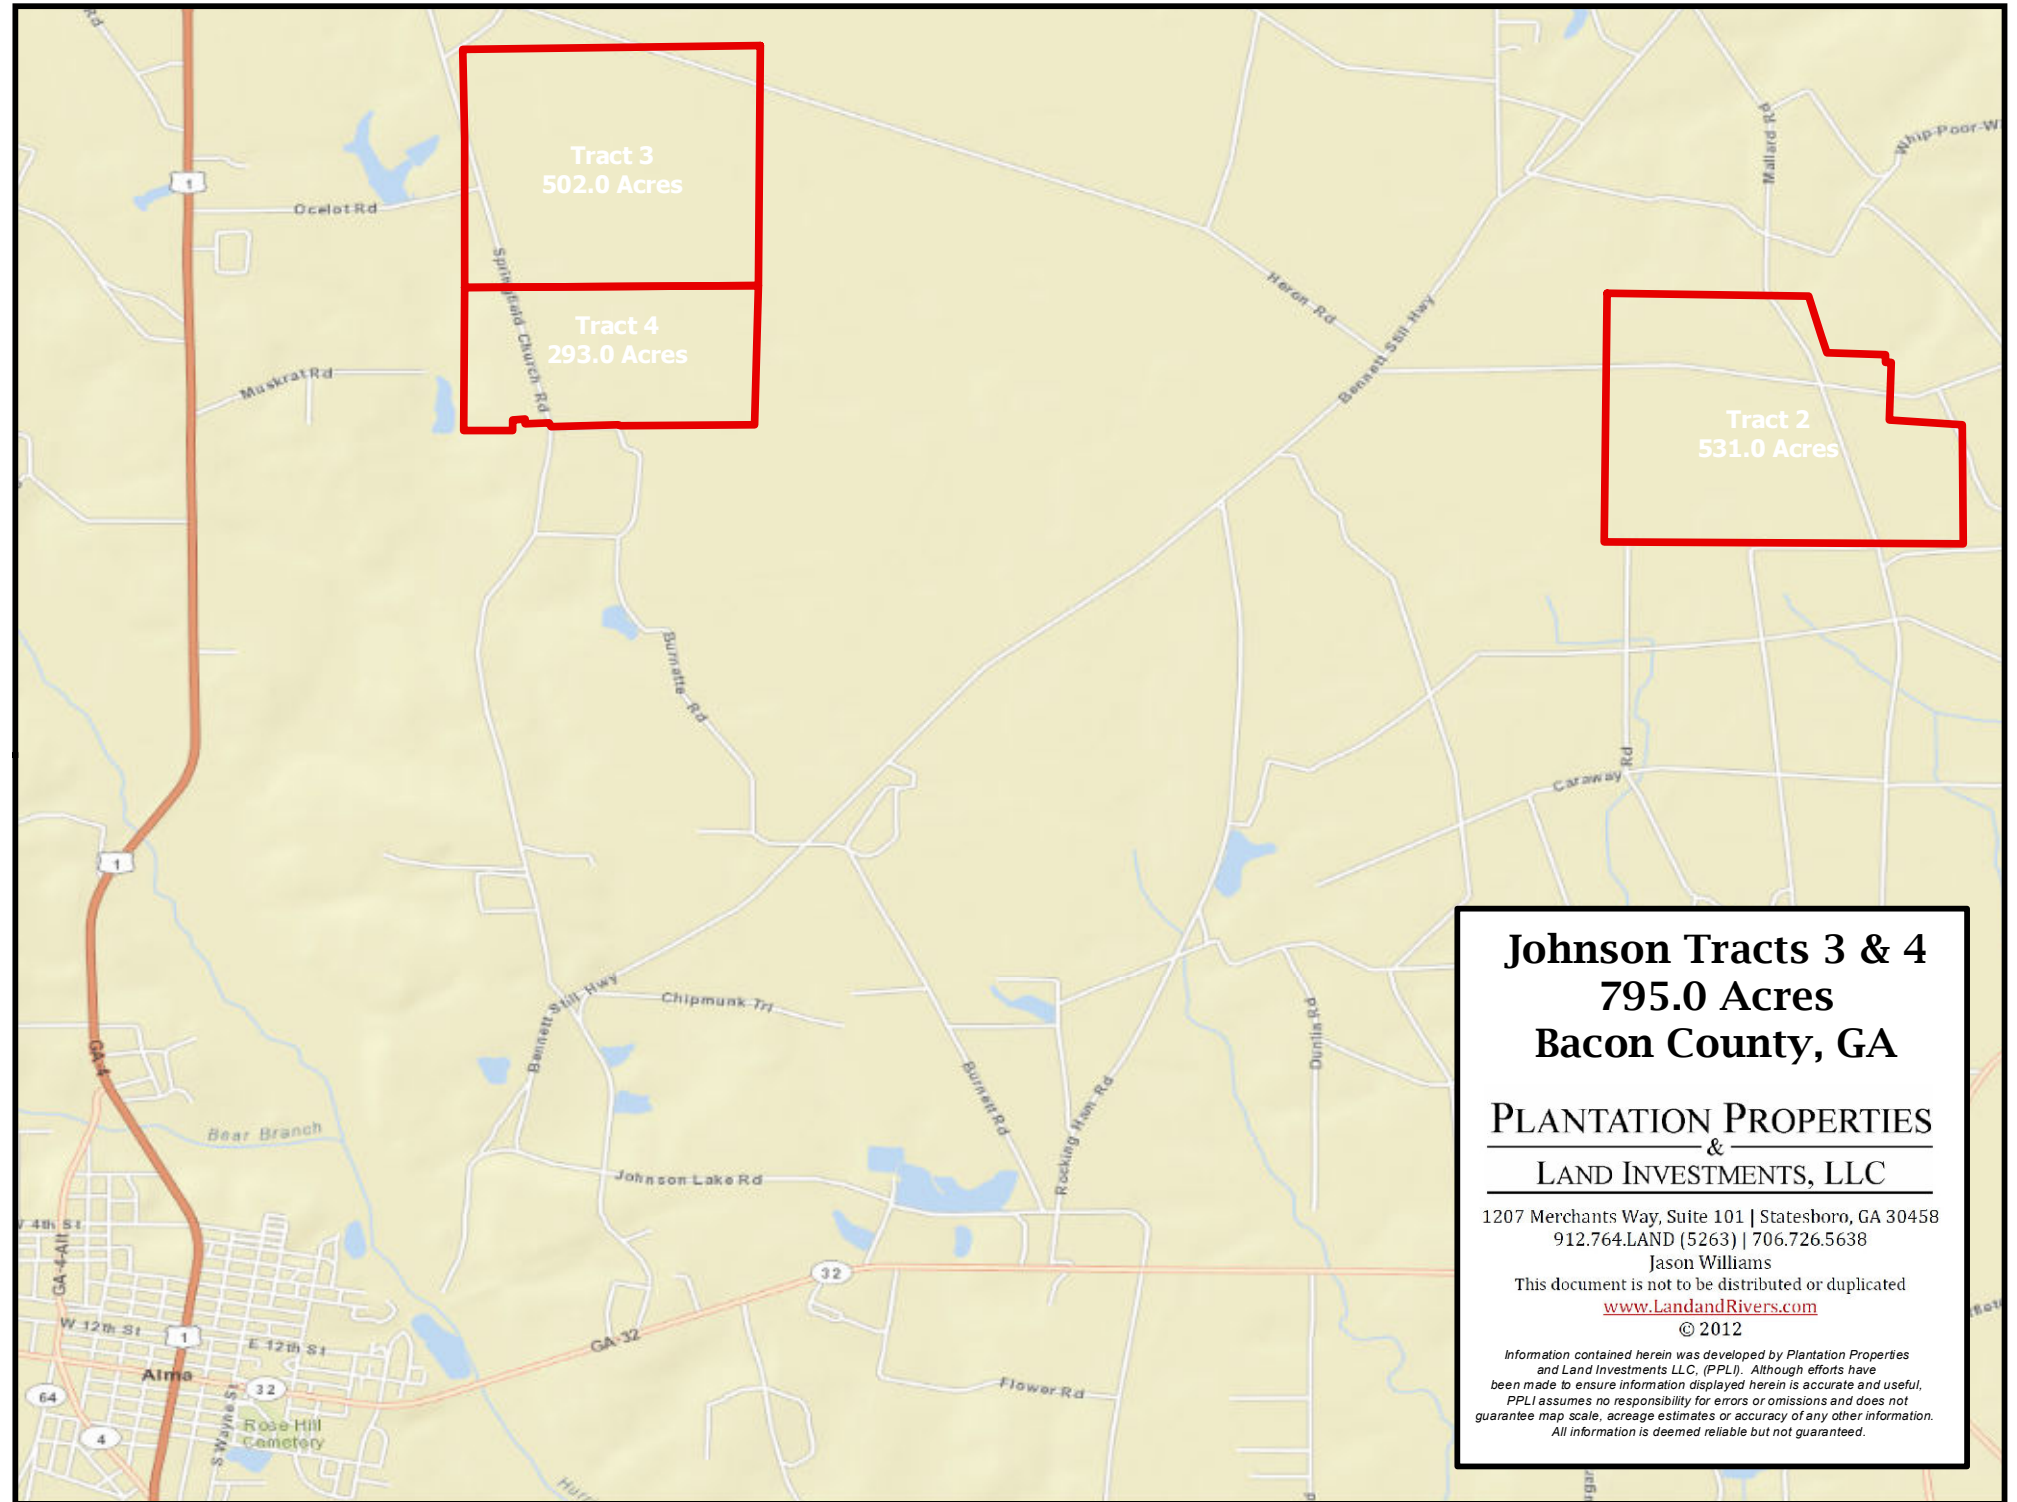 Rd
1
Ocelot Rd
Tract 3
502.0 Acres
Springfield Church Rd
Tract 4
293.0 Acres
Muskrat Rd
Mallard Rd
Heron Rd
Bennett Still Hwy
Tract 2
531.0 Acres
Burnette Rd
Caraway Rd
1
Bennett Still Hwy
Chipmunk Trl
GA-4
Burnett Rd
Rocking Ham Rd
Dunlin Rd
Bear Branch
Johnson Lake Rd
W 4th St
GA-4-Alt
32
W 12th St
1
E 12th St
GA-32
Alma
64
32
S Wayne St
Rose Hill
Cemetery
4
Flower Rd
Johnson Tracts 3 & 4
795.0 Acres
Bacon County, GA
PLANTATION PROPERTIES
&
LAND INVESTMENTS, LLC
1207 Merchants Way, Suite 101 | Statesboro, GA 30458
912.764.LAND (5263) | 706.726.5638
Jason Williams
This document is not to be distributed or duplicated
www.LandandRivers.com
© 2012
Information contained herein was developed by Plantation Properties
and Land Investments LLC, (PPLI). Although efforts have
been made to ensure information displayed herein is accurate and useful,
PPLI assumes no responsibility for errors or omissions and does not
guarantee map scale, acreage estimates or accuracy of any other information.
All information is deemed reliable but not guaranteed.